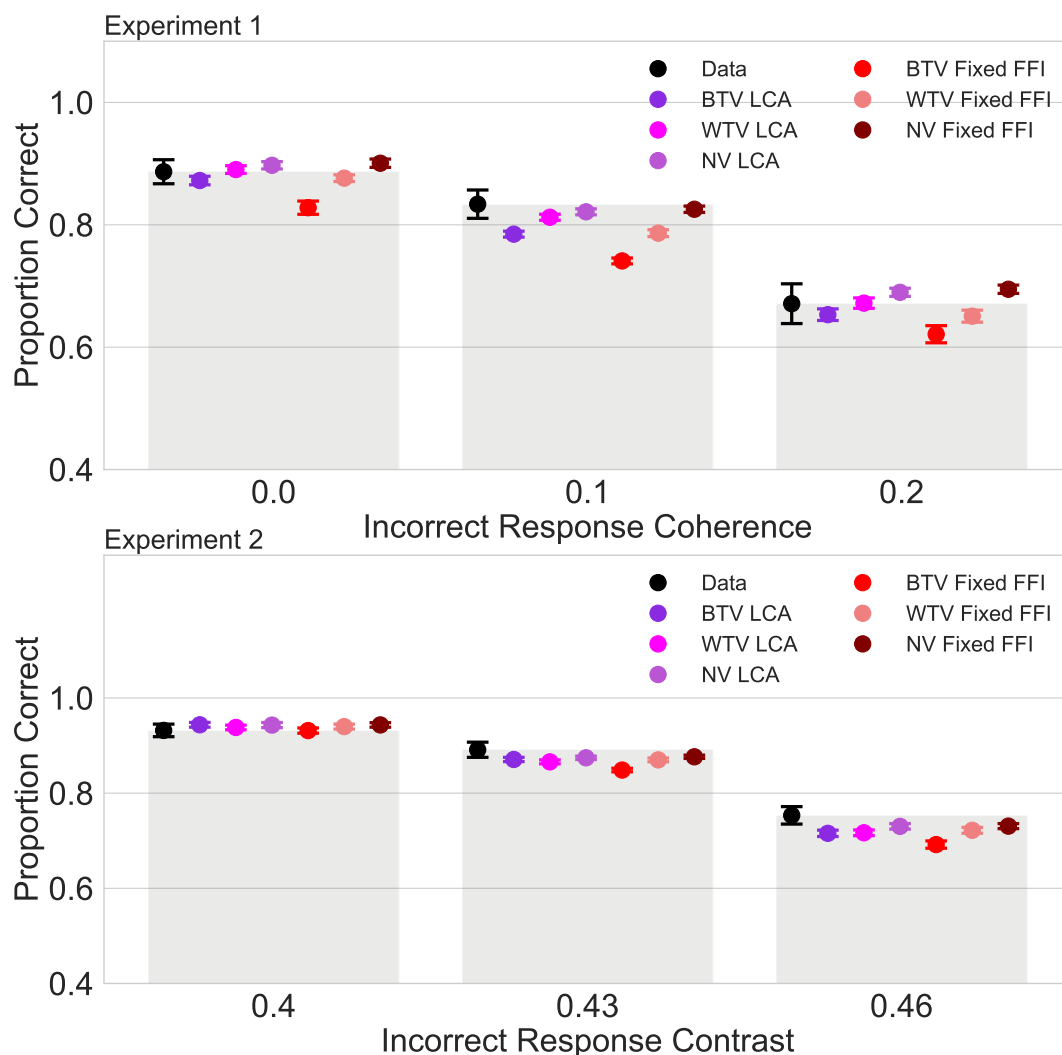 Experiment 1
Proportion Correct
1.0
0.8
0.6
0.4
Data
BTV LCA
WTV LCA
NV LCA
BTV Fixed FFI
WTV Fixed FFI
NV Fixed FFI
0.0 0.1 0.2
Incorrect Response Coherence
Experiment 2
Proportion Correct
1.0
0.8
0.6
0.4
Data
BTV LCA
WTV LCA
NV LCA
BTV Fixed FFI
WTV Fixed FFI
NV Fixed FFI
0.4 0.43 0.46
Incorrect Response Contrast